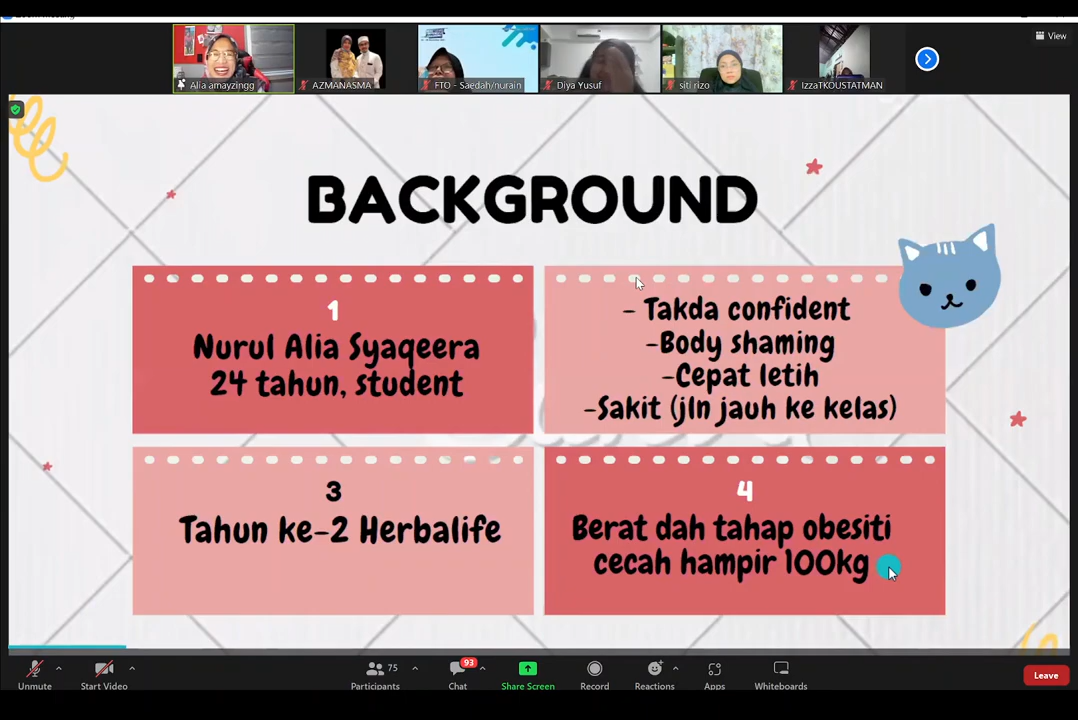 Zoom Meeting
View
Alia amayzingg
AZMANASMA
FTO - Saedah/nurain
Diya Yusuf
siti rizo
IzzaTKOUSTATMAN
BACKGROUND
1
Nurul Alia Syaqeera
24 tahun, student
- Takda confident
-Body shaming
-Cepat letih
-Sakit (jln jauh ke kelas)
3
Tahun ke-2 Herbalife
4
Berat dah tahap obesiti
cecah hampir 100kg
Unmute
Start Video
75
Participants
93
Chat
Share Screen
Record
Reactions
Apps
Whiteboards
Leave